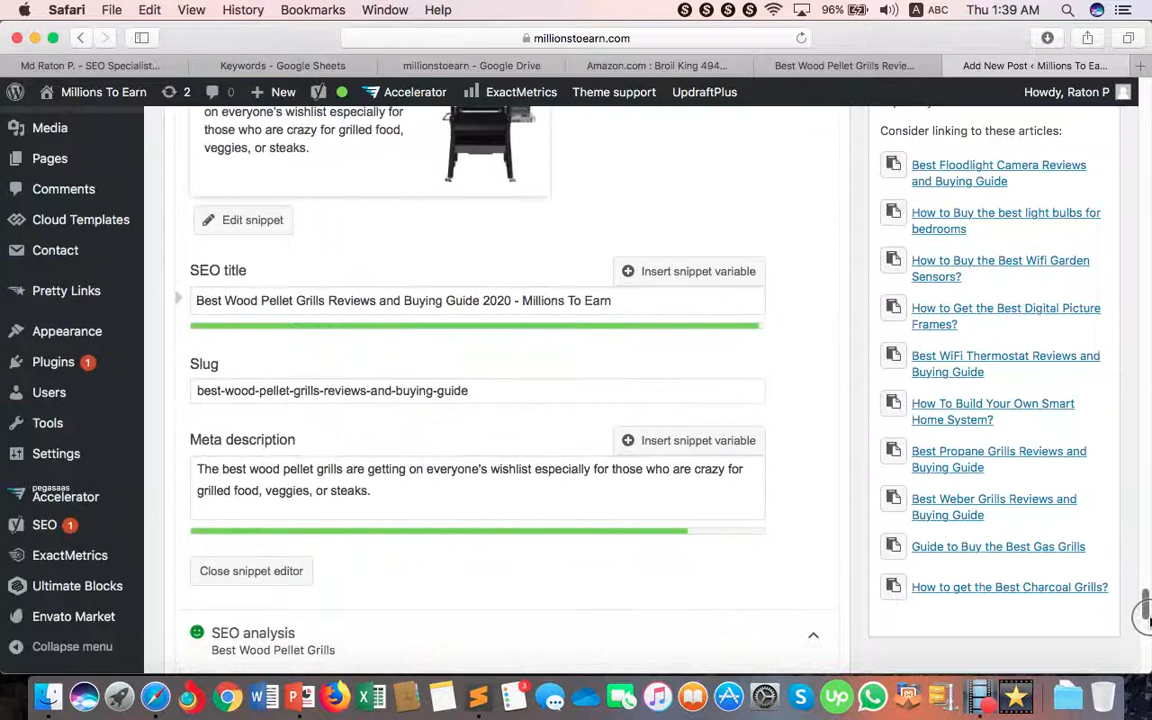 Safari File Edit View History Bookmarks Window Help 96% A ABC Thu 1:39 AM
millionstoearn.com
Md Raton P. - SEO Specialist... Keywords - Google Sheets millionstoearn - Google Drive Amazon.com : Broil King 494... Best Wood Pellet Grills Revie... Add New Post ‹ Millions To Ea...
Millions To Earn 2 0 New Accelerator ExactMetrics Theme support UpdraftPlus Howdy, Raton P
Media
Pages
Comments
Cloud Templates
Contact
Pretty Links
Appearance
Plugins 1
Users
Tools
Settings
pegasaas
Accelerator
SEO 1
ExactMetrics
Ultimate Blocks
Envato Market
Collapse menu
on everyone's wishlist especially for
those who are crazy for grilled food,
veggies, or steaks.
Edit snippet
SEO title
Insert snippet variable
Best Wood Pellet Grills Reviews and Buying Guide 2020 - Millions To Earn
Slug
best-wood-pellet-grills-reviews-and-buying-guide
Meta description
Insert snippet variable
The best wood pellet grills are getting on everyone's wishlist especially for those who are crazy for
grilled food, veggies, or steaks.
Close snippet editor
SEO analysis
Best Wood Pellet Grills
Consider linking to these articles:
Best Floodlight Camera Reviews
and Buying Guide
How to Buy the best light bulbs for
bedrooms
How to Buy the Best Wifi Garden
Sensors?
How to Get the Best Digital Picture
Frames?
Best WiFi Thermostat Reviews and
Buying Guide
How To Build Your Own Smart
Home System?
Best Propane Grills Reviews and
Buying Guide
Best Weber Grills Reviews and
Buying Guide
Guide to Buy the Best Gas Grills
How to get the Best Charcoal Grills?
3